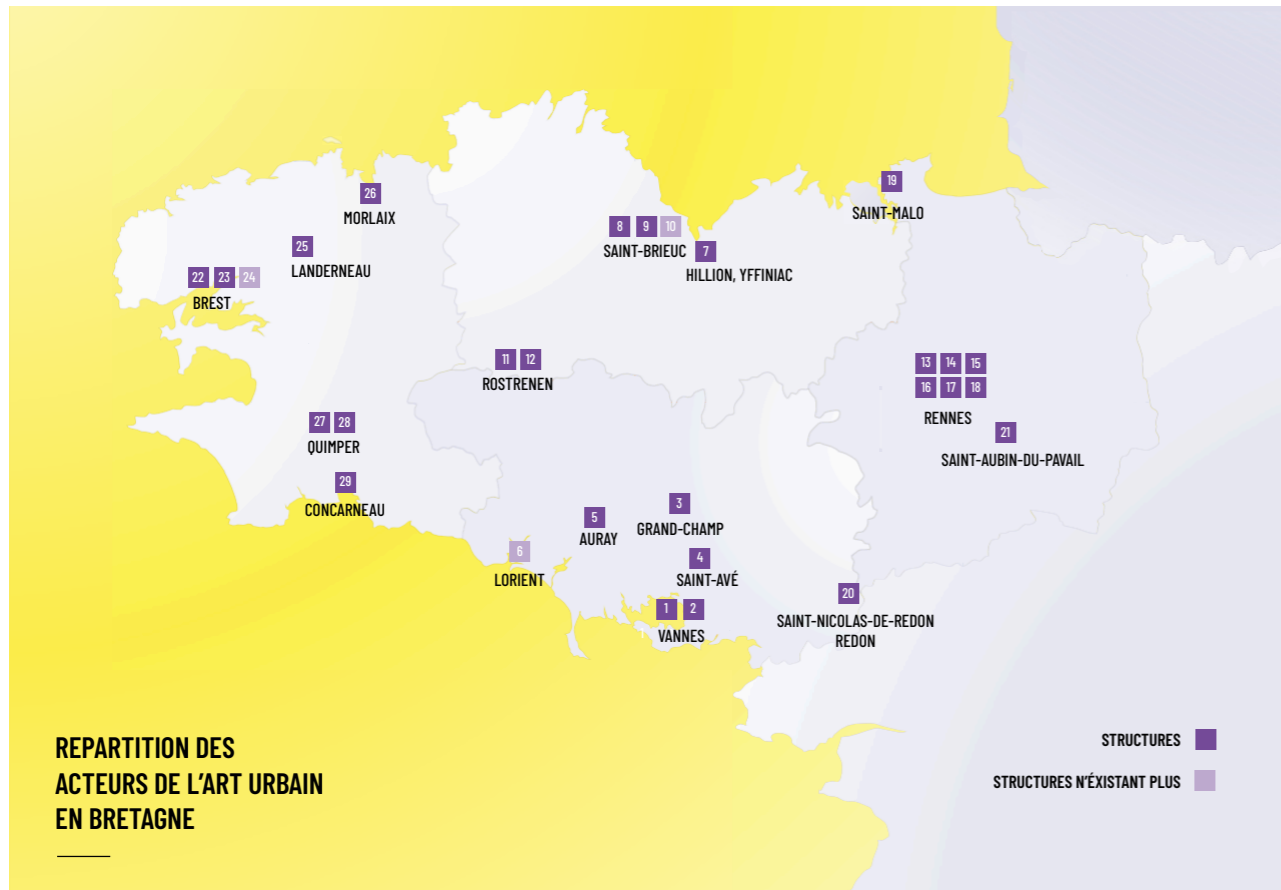 26
MORLAIX
19
SAINT-MALO
8 9 10
SAINT-BRIEUC
7
HILLION, YFFINIAC
25
LANDERNEAU
22 23 24
BREST
11 12
ROSTRENEN
13 14 15
16 17 18
RENNES
21
SAINT-AUBIN-DU-PAVAIL
27 28
QUIMPER
29
CONCARNEAU
3
GRAND-CHAMP
5
AURAY
6
LORIENT
4
SAINT-AVÉ
1 2
VANNES
20
SAINT-NICOLAS-DE-REDON
REDON
REPARTITION DES
ACTEURS DE L'ART URBAIN
EN BRETAGNE
STRUCTURES
STRUCTURES N'ÉXISTANT PLUS